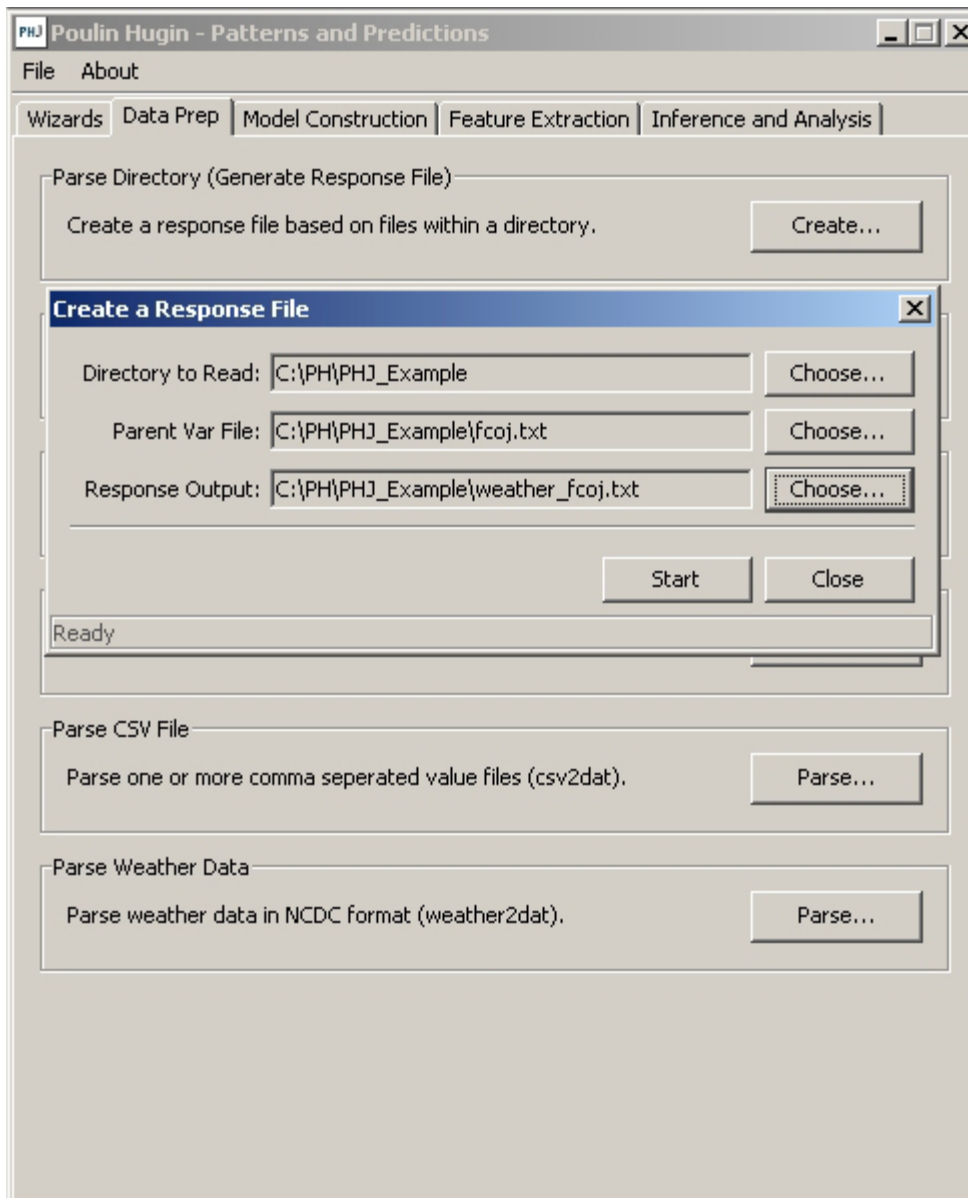 PHJ Poulin Hugin - Patterns and Predictions
File About
Wizards Data Prep Model Construction Feature Extraction Inference and Analysis
Parse Directory (Generate Response File)
Create a response file based on files within a directory. Create...
Create a Response File
Directory to Read: C:\PH\PHJ_Example Choose...
Parent Var File: C:\PH\PHJ_Example\fcoj.txt Choose...
Response Output: C:\PH\PHJ_Example\weather_fcoj.txt Choose...
Start Close
Ready
Parse CSV File
Parse one or more comma seperated value files (csv2dat). Parse...
Parse Weather Data
Parse weather data in NCDC format (weather2dat). Parse...